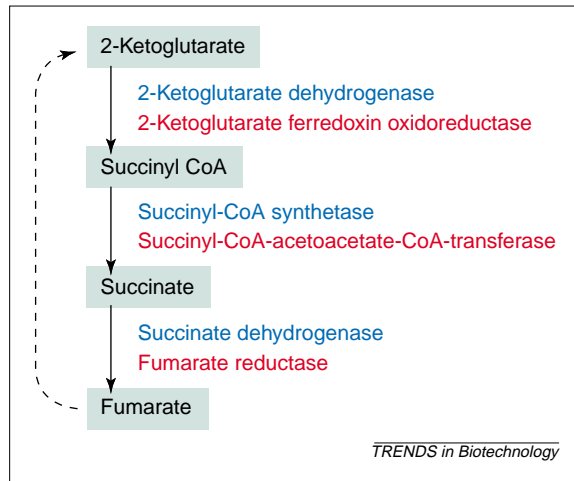 2-Ketoglutarate
2-Ketoglutarate dehydrogenase
2-Ketoglutarate ferredoxin oxidoreductase
Succinyl CoA
Succinyl-CoA synthetase
Succinyl-CoA-acetoacetate-CoA-transferase
Succinate
Succinate dehydrogenase
Fumarate reductase
Fumarate
TRENDS in Biotechnology